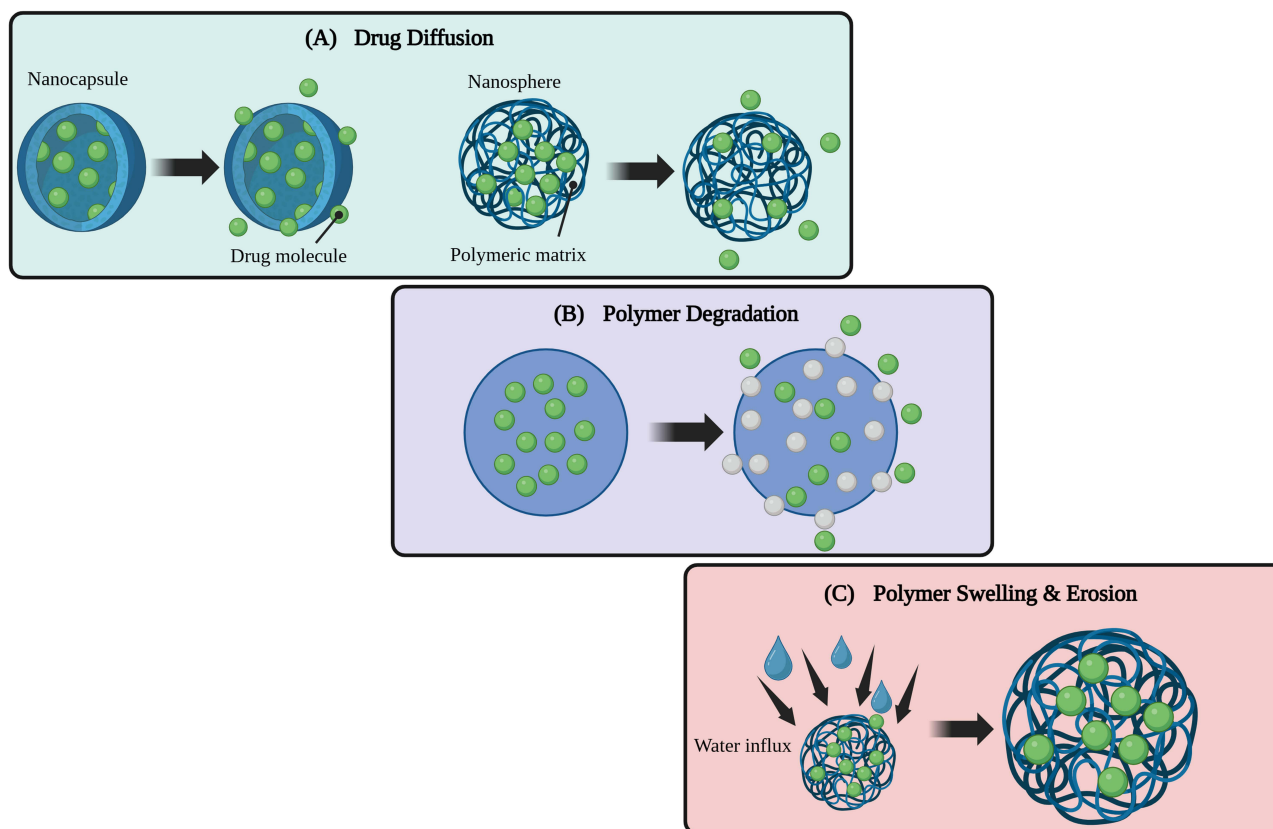 (A) Drug Diffusion
Nanocapsule
Nanosphere
Drug molecule
Polymeric matrix
(B) Polymer Degradation
(C) Polymer Swelling & Erosion
Water influx